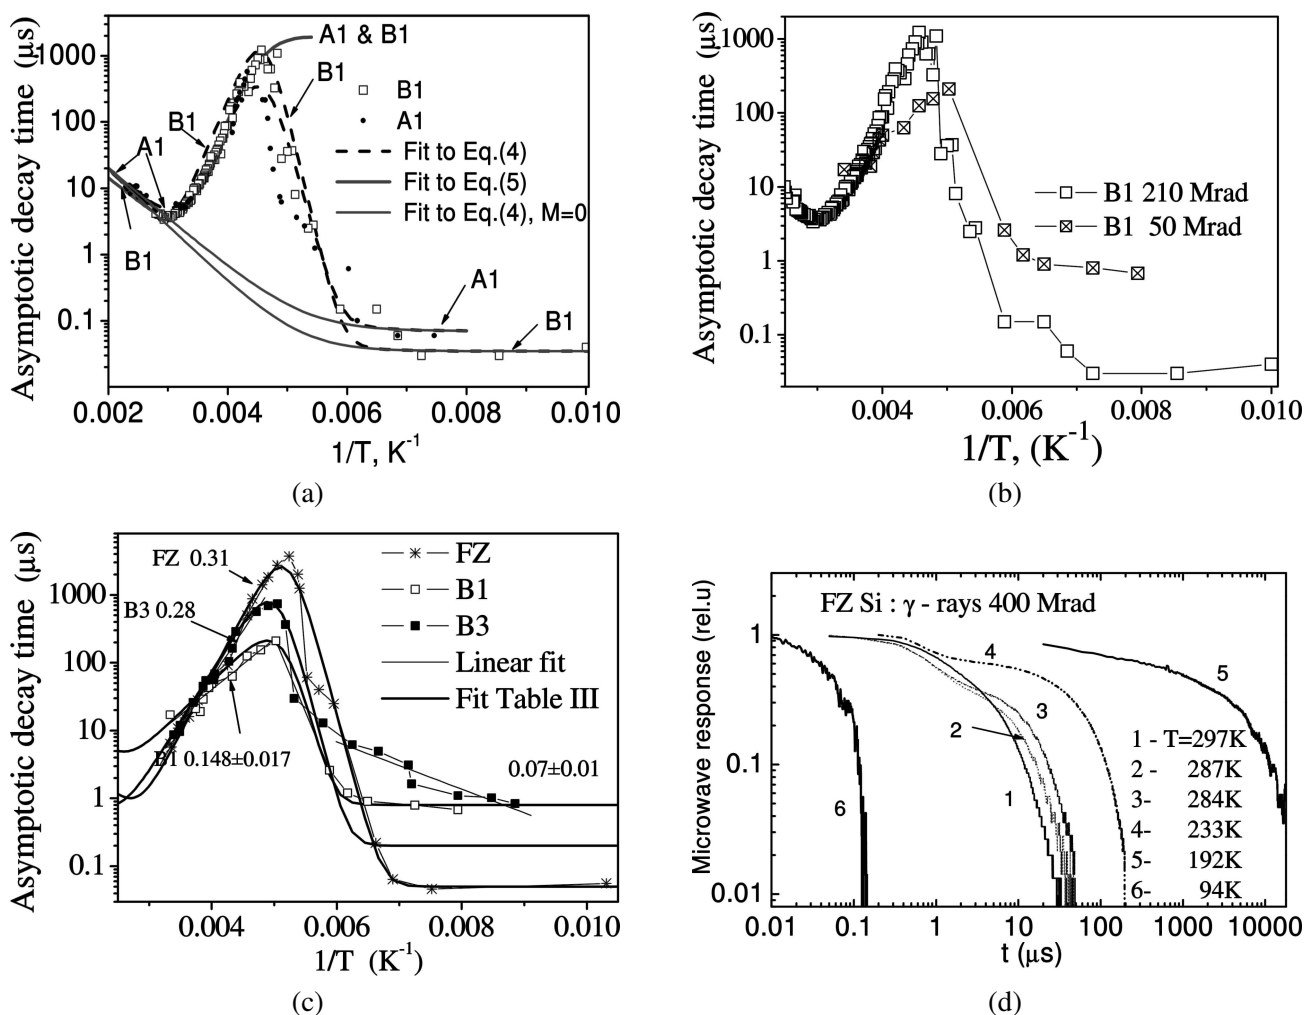 Asymptotic decay time (μs)
1000
100
10
1
0.1
0.002
0.004
0.006
0.008
0.010
1/T, K⁻¹
A1 & B1
B1
B1
A1
B1
B1
A1
Fit to Eq.(4)
Fit to Eq.(5)
Fit to Eq.(4), M=0
A1
B1
(a)
Asymptotic decay time (μs)
1000
100
10
1
0.1
0.004
0.006
0.008
0.010
1/T, (K⁻¹)
B1 210 Mrad
B1 50 Mrad
(b)
Asymptotic decay time (μs)
1000
100
10
1
0.1
0.004
0.006
0.008
0.010
1/T (K⁻¹)
FZ 0.31
B3 0.28
B1 0.148±0.017
0.07±0.01
FZ
B1
B3
Linear fit
Fit Table III
(c)
Microwave response (rel.u)
1
0.1
0.01
0.01
0.1
1
10
100
1000
10000
t (μs)
FZ Si : γ - rays 400 Mrad
4
5
3
2
1
6
1 - T=297K
2 - 287K
3- 284K
4- 233K
5- 192K
6- 94K
(d)